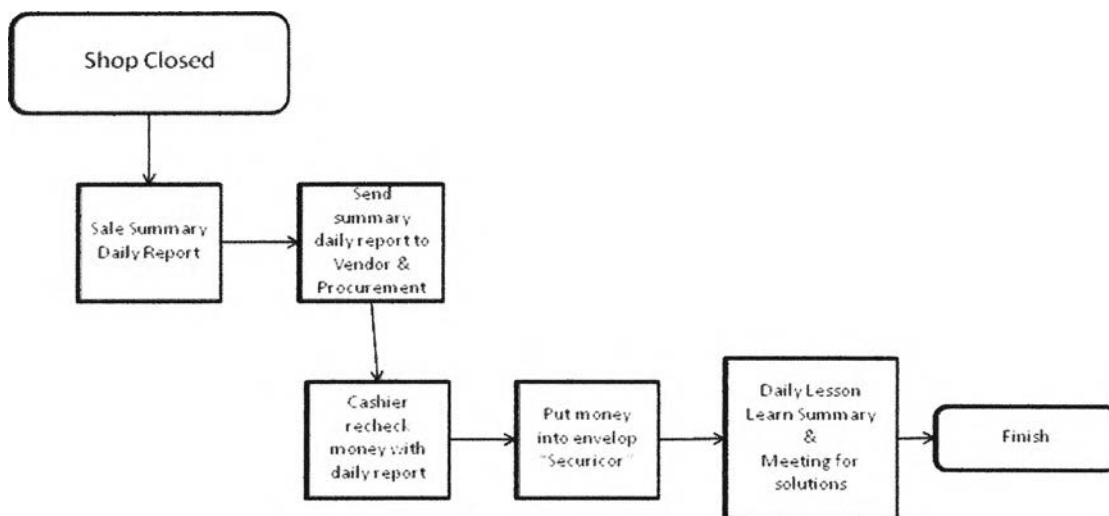 Shop Closed
Sale Summary
Daily Report
Send
summary
daily report to
Vendor &
Procurement
Cashier
recheck
money with
daily report
Put money
into envelop
"Securicor"
Daily Lesson
Learn Summary
&
Meeting for
solutions
Finish